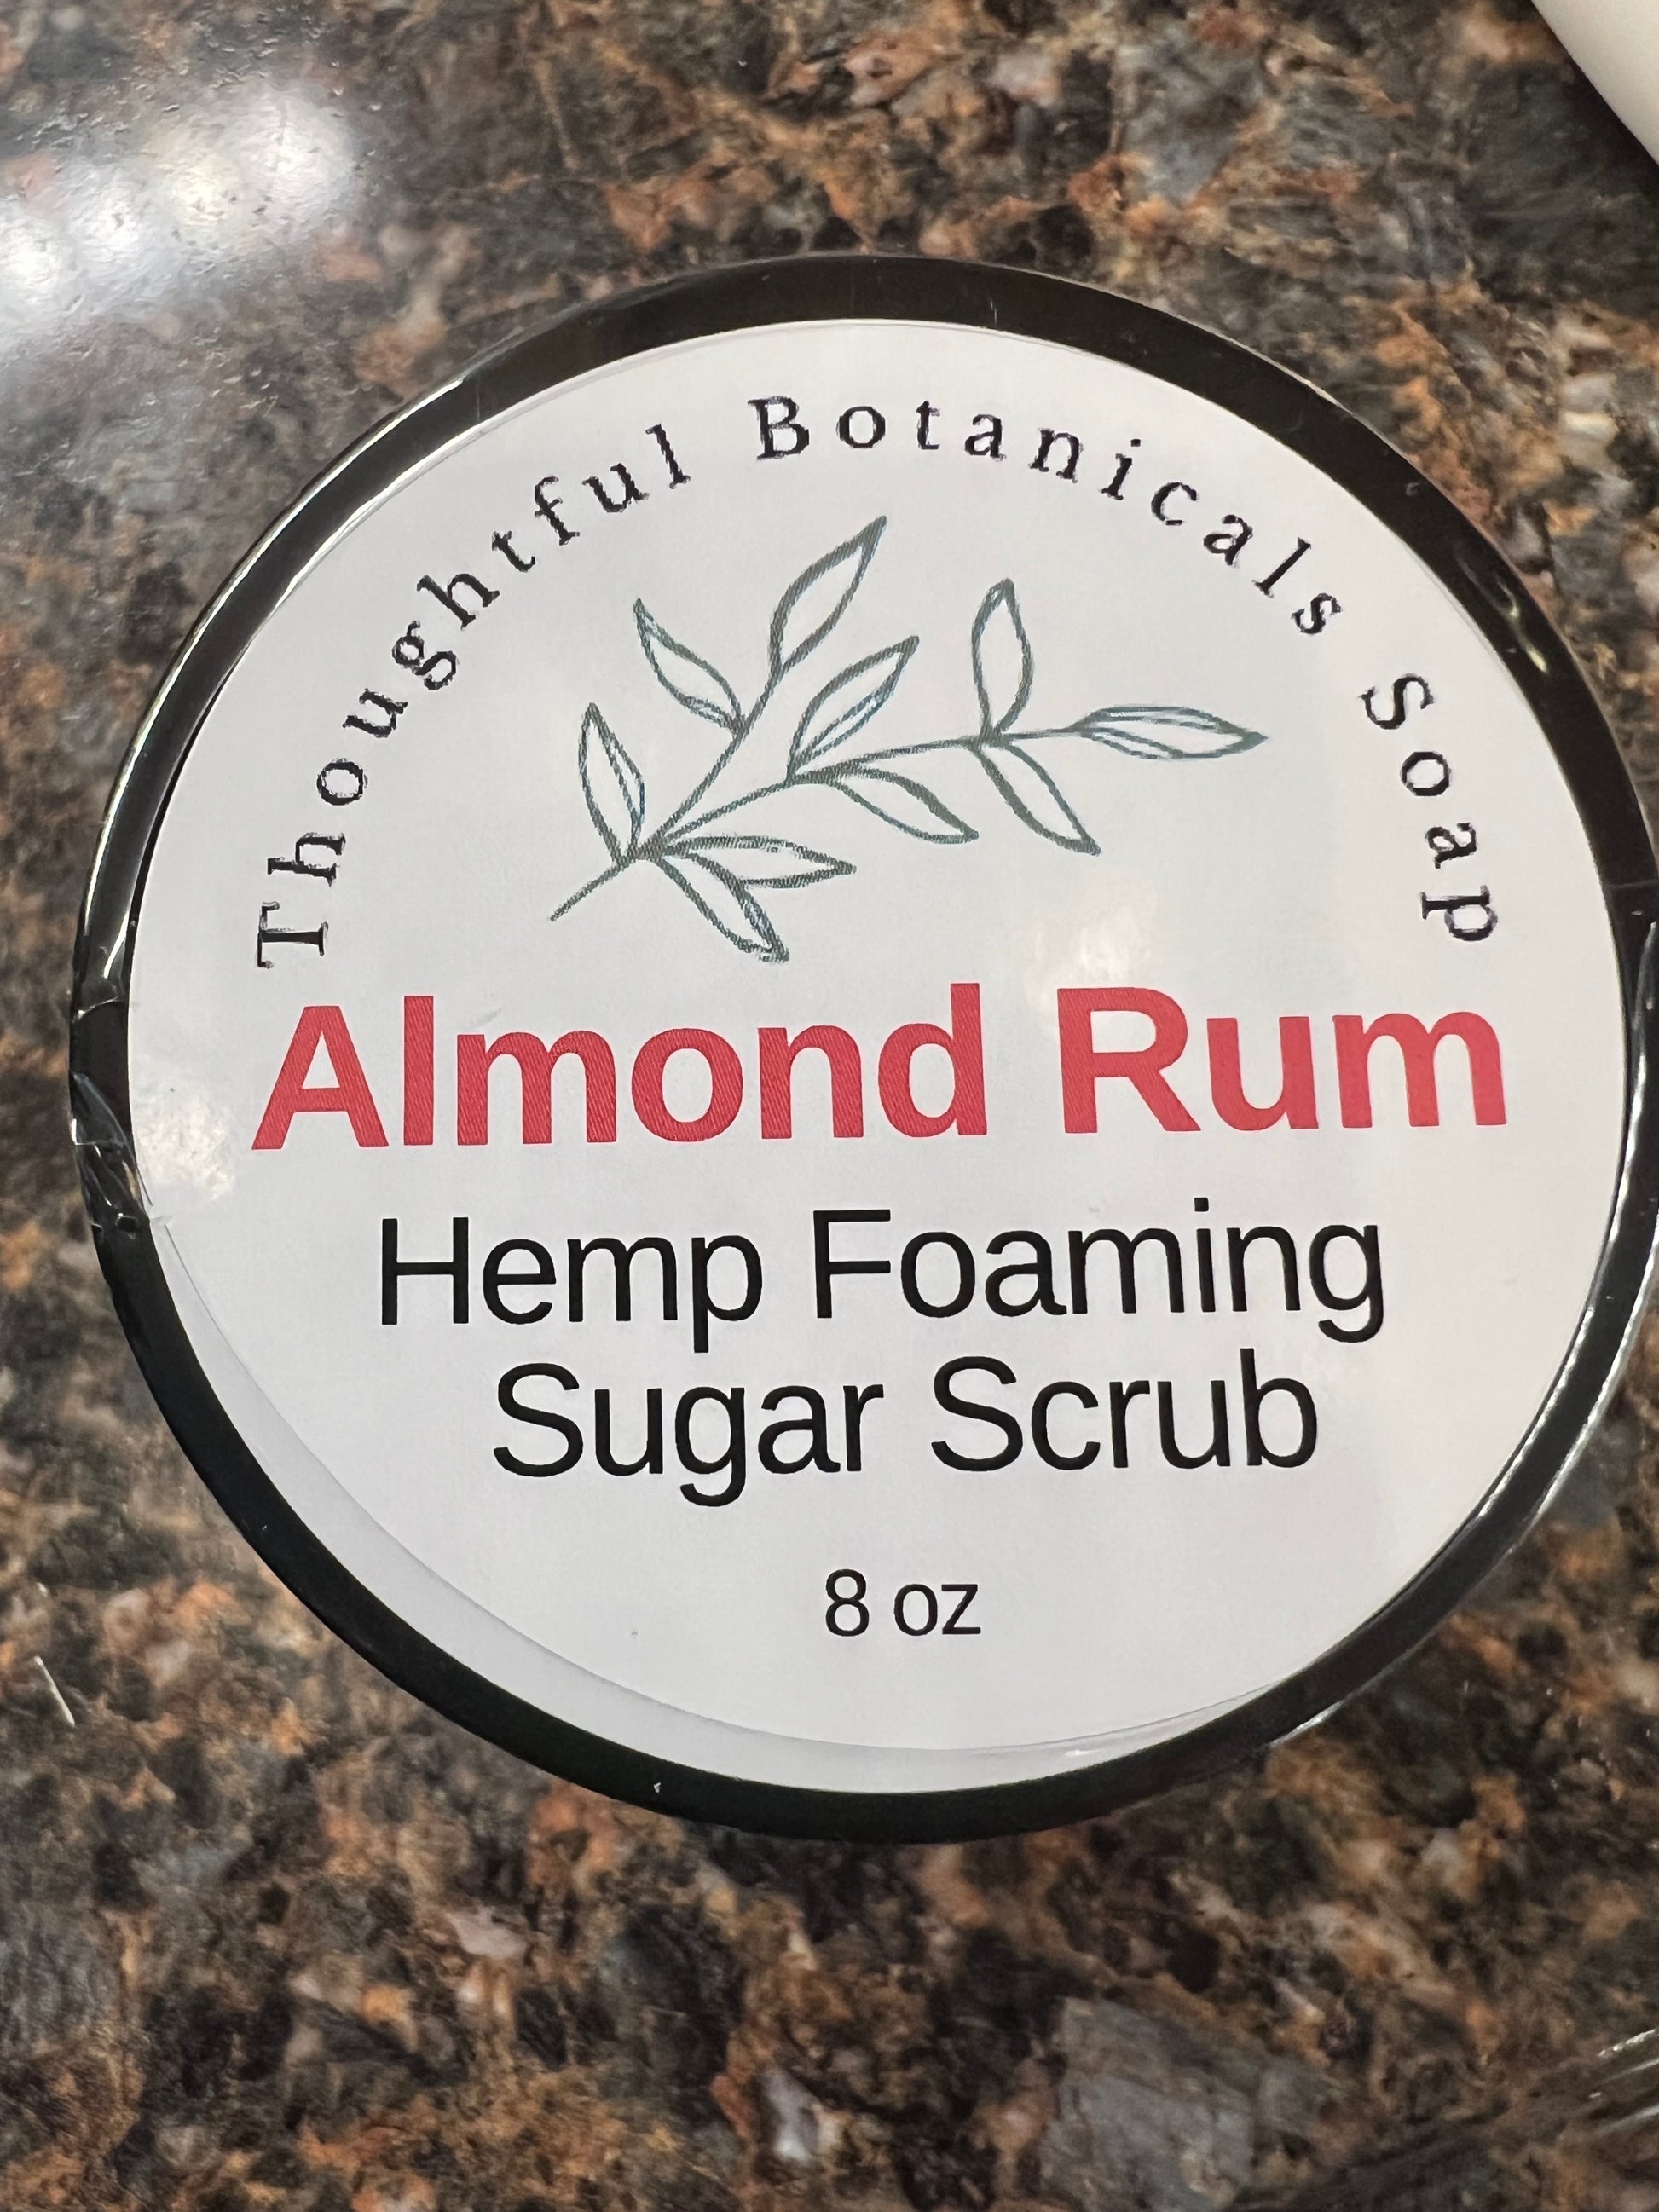 Thoughtful Botanicals Soap
Almond Rum
Hemp Foaming
Sugar Scrub
8 oz